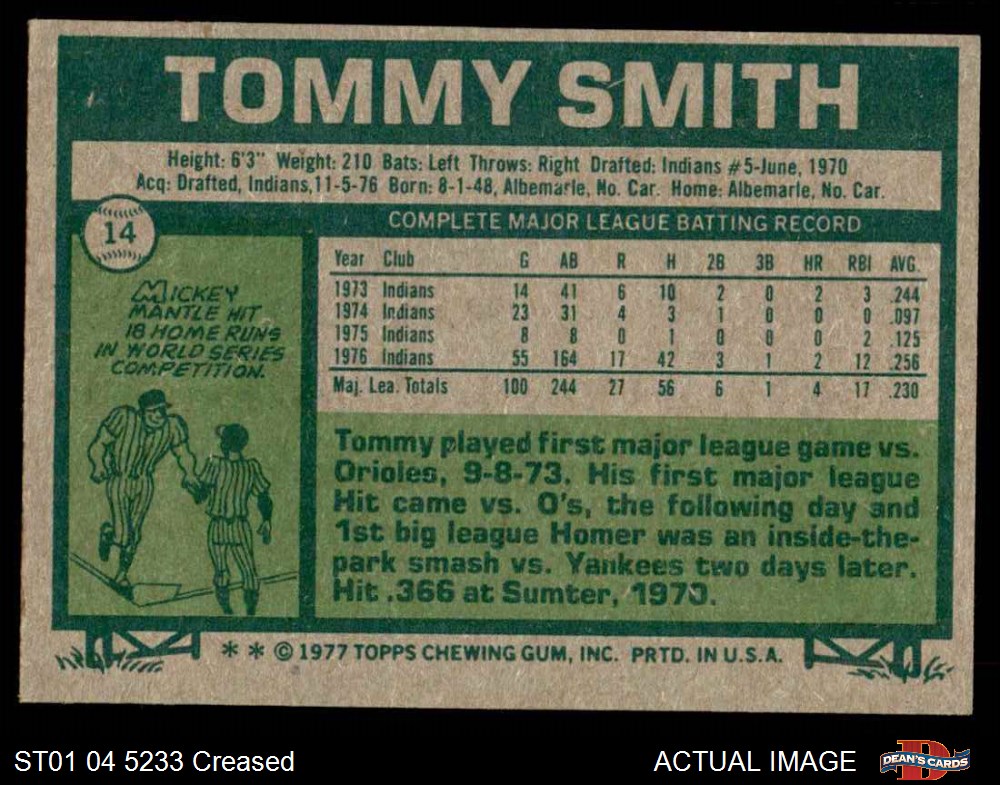 TOMMY SMITH
Height: 6'3" Weight: 210 Bats: Left Throws: Right Drafted: Indians #5-June, 1970
Acq: Drafted, Indians,11-5-76 Born: 8-1-48, Albemarle, No. Car. Home: Albemarle, No. Car.
14
COMPLETE MAJOR LEAGUE BATTING RECORD
Year Club G AB R H 2B 3B HR RBI AVG.
1973 Indians 14 41 6 10 2 0 2 3 .244
1974 Indians 23 31 4 3 1 0 0 0 .097
1975 Indians 8 8 0 1 0 0 0 2 .125
1976 Indians 55 164 17 42 3 1 2 12 .256
Maj. Lea. Totals 100 244 27 56 6 1 4 17 .230
MICKEY
MANTLE HIT
18 HOME RUNS
IN WORLD SERIES
COMPETITION.
Tommy played first major league game vs.
Orioles, 9-8-73. His first major league
Hit came vs. O's, the following day and
1st big league Homer was an inside-the-
park smash vs. Yankees two days later.
Hit .366 at Sumter, 1970.
* * © 1977 TOPPS CHEWING GUM, INC. PRTD. IN U.S.A.
ST01 04 5233 Creased
ACTUAL IMAGE
D
DEAN'S CARDS